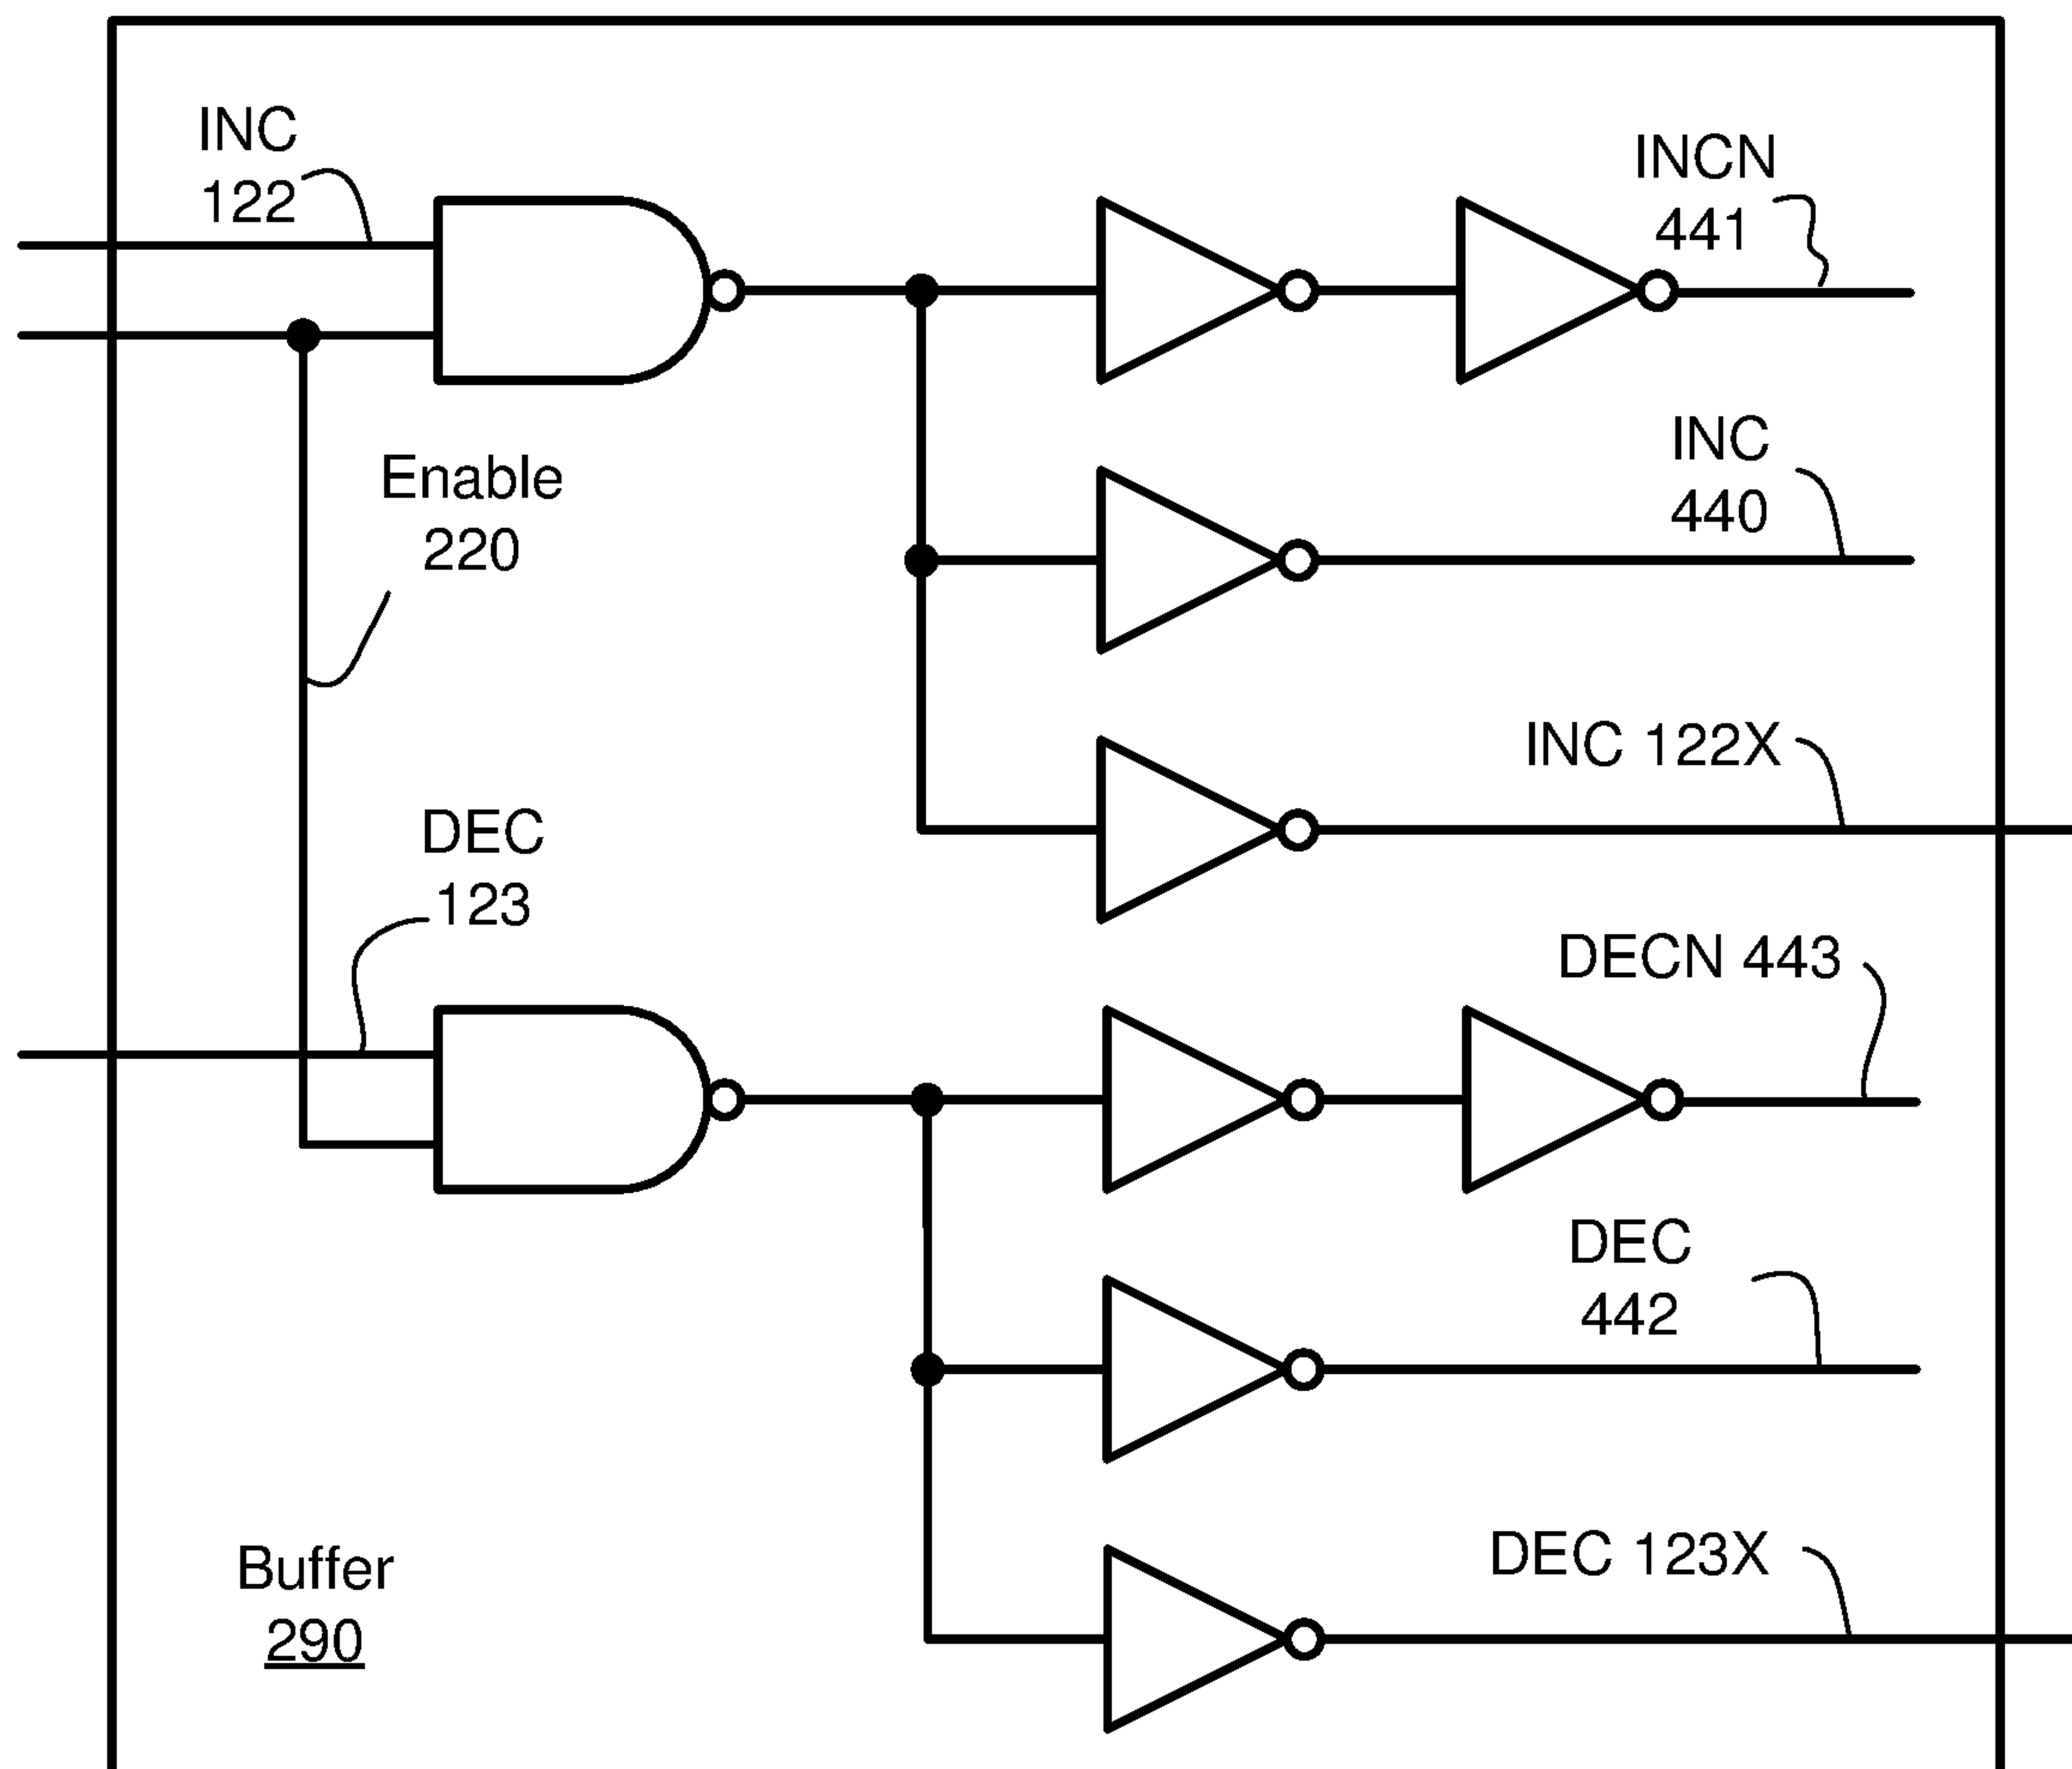 INC
122
INCN
441
INC
440
Enable
220
INC 122X
DEC
123
DECN 443
DEC
442
DEC 123X
Buffer
290